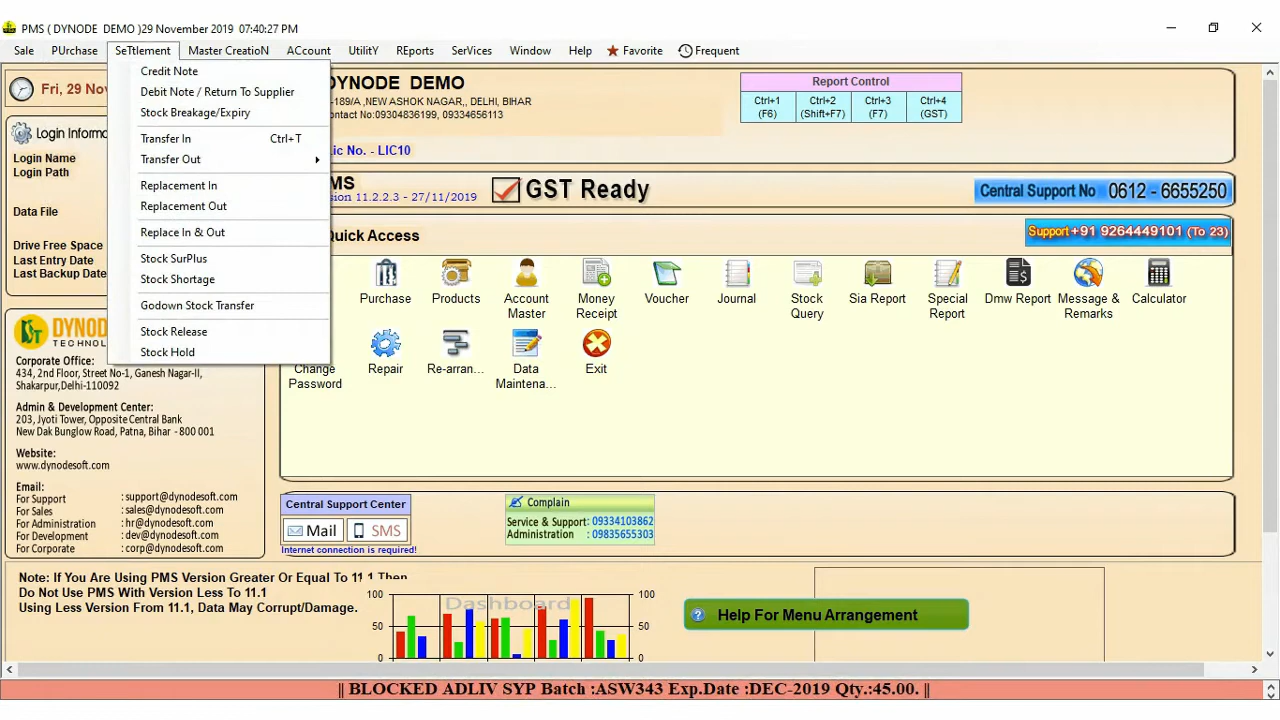 PMS ( DYNODE DEMO )29 November 2019 07:40:27 PM
Sale PUrchase SeTtlement Master CreatioN ACcount UtilitY REports SerVices Window Help Favorite Frequent
Credit Note
Debit Note / Return To Supplier
Stock Breakage/Expiry
Transfer In Ctrl+T
Transfer Out
Replacement In
Replacement Out
Replace In & Out
Stock SurPlus
Stock Shortage
Godown Stock Transfer
Stock Release
Stock Hold
Fri, 29 Nov
Login Informa
Login Name
Login Path
Data File
Drive Free Space
Last Entry Date
Last Backup Date
DYNODE DEMO
-189/A ,NEW ASHOK NAGAR,, DELHI, BIHAR
ontact No:09304836199, 09334656113
Lic No. - LIC10
Report Control
Ctrl+1 (F6)
Ctrl+2 (Shift+F7)
Ctrl+3 (F7)
Ctrl+4 (GST)
MS
sion 11.2.2.3 - 27/11/2019
GST Ready
Central Support No 0612 - 6655250
Quick Access
Support +91 9264449101 (To 23)
Purchase
Products
Account Master
Money Receipt
Voucher
Journal
Stock Query
Sia Report
Special Report
Dmw Report
Message & Remarks
Calculator
Change Password
Repair
Re-arran...
Data Maintena...
Exit
DYNOD
TECHNOL
Corporate Office:
434, 2nd Floor, Street No-1, Ganesh Nagar-II,
Shakarpur,Delhi-110092
Admin & Development Center:
203, Jyoti Tower, Opposite Central Bank
New Dak Bunglow Road, Patna, Bihar - 800 001
Website:
www.dynodesoft.com
Email:
For Support : support@dynodesoft.com
For Sales : sales@dynodesoft.com
For Administration : hr@dynodesoft.com
For Development : dev@dynodesoft.com
For Corporate : corp@dynodesoft.com
Central Support Center
Mail SMS
Internet connection is required!
Complain
Service & Support: 09334103862
Administration : 09835655303
Note: If You Are Using PMS Version Greater Or Equal To 11.1 Then
Do Not Use PMS With Version Less To 11.1
Using Less Version From 11.1, Data May Corrupt/Damage.
Dashboard
100 100
50 50
0 0
Help For Menu Arrangement
|| BLOCKED ADLIV SYP Batch :ASW343 Exp.Date :DEC-2019 Qty.:45.00. ||